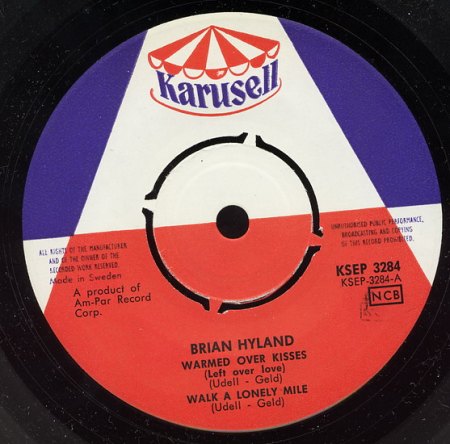 Karusell
ALL RIGHTS OF THE MANUFACTURER
AND OF THE OWNER OF THE
RECORDED WORK RESERVED.
Made in Sweden
A product of
Am-Par Record
Corp.
UNAUTHORISED PUBLIC PERFORMANCE,
BROADCASTING AND COPYING
OF THIS RECORD PROHIBITED.
KSEP 3284
KSEP-3284-A
NCB
BRIAN HYLAND
WARMED OVER KISSES
(Left over love)
(Udell - Geld)
WALK A LONELY MILE
(Udell - Geld)